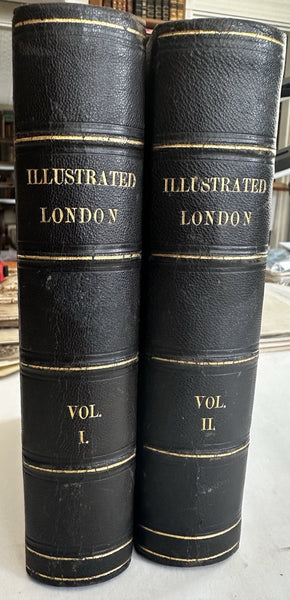 ILLUSTRATED
LONDON
VOL.
I.
ILLUSTRATED
LONDON
VOL.
II.